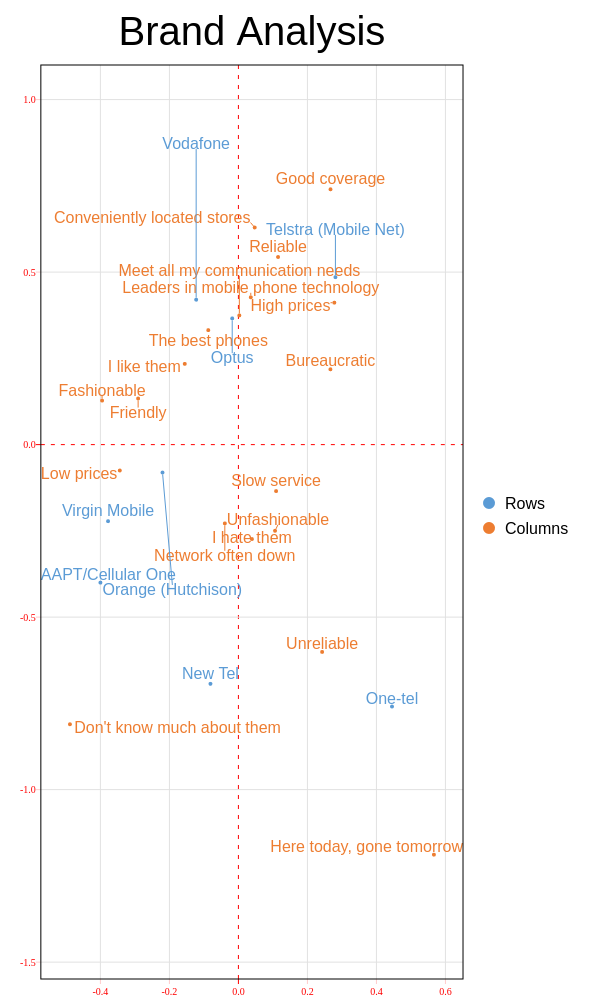 Brand Analysis
1.0
Vodafone
Good coverage
Conveniently located stores
Telstra (Mobile Net)
Reliable
0.5
Meet all my communication needs
Leaders in mobile phone technology
High prices
The best phones
Optus
Bureaucratic
I like them
Fashionable
Friendly
0.0
Low prices
Slow service
Virgin Mobile
Unfashionable
I hate them
Network often down
AAPT/Cellular One
Orange (Hutchison)
Rows
Columns
-0.5
Unreliable
New Tel
One-tel
Don't know much about them
-1.0
Here today, gone tomorrow
-1.5
-0.4 -0.2 0.0 0.2 0.4 0.6